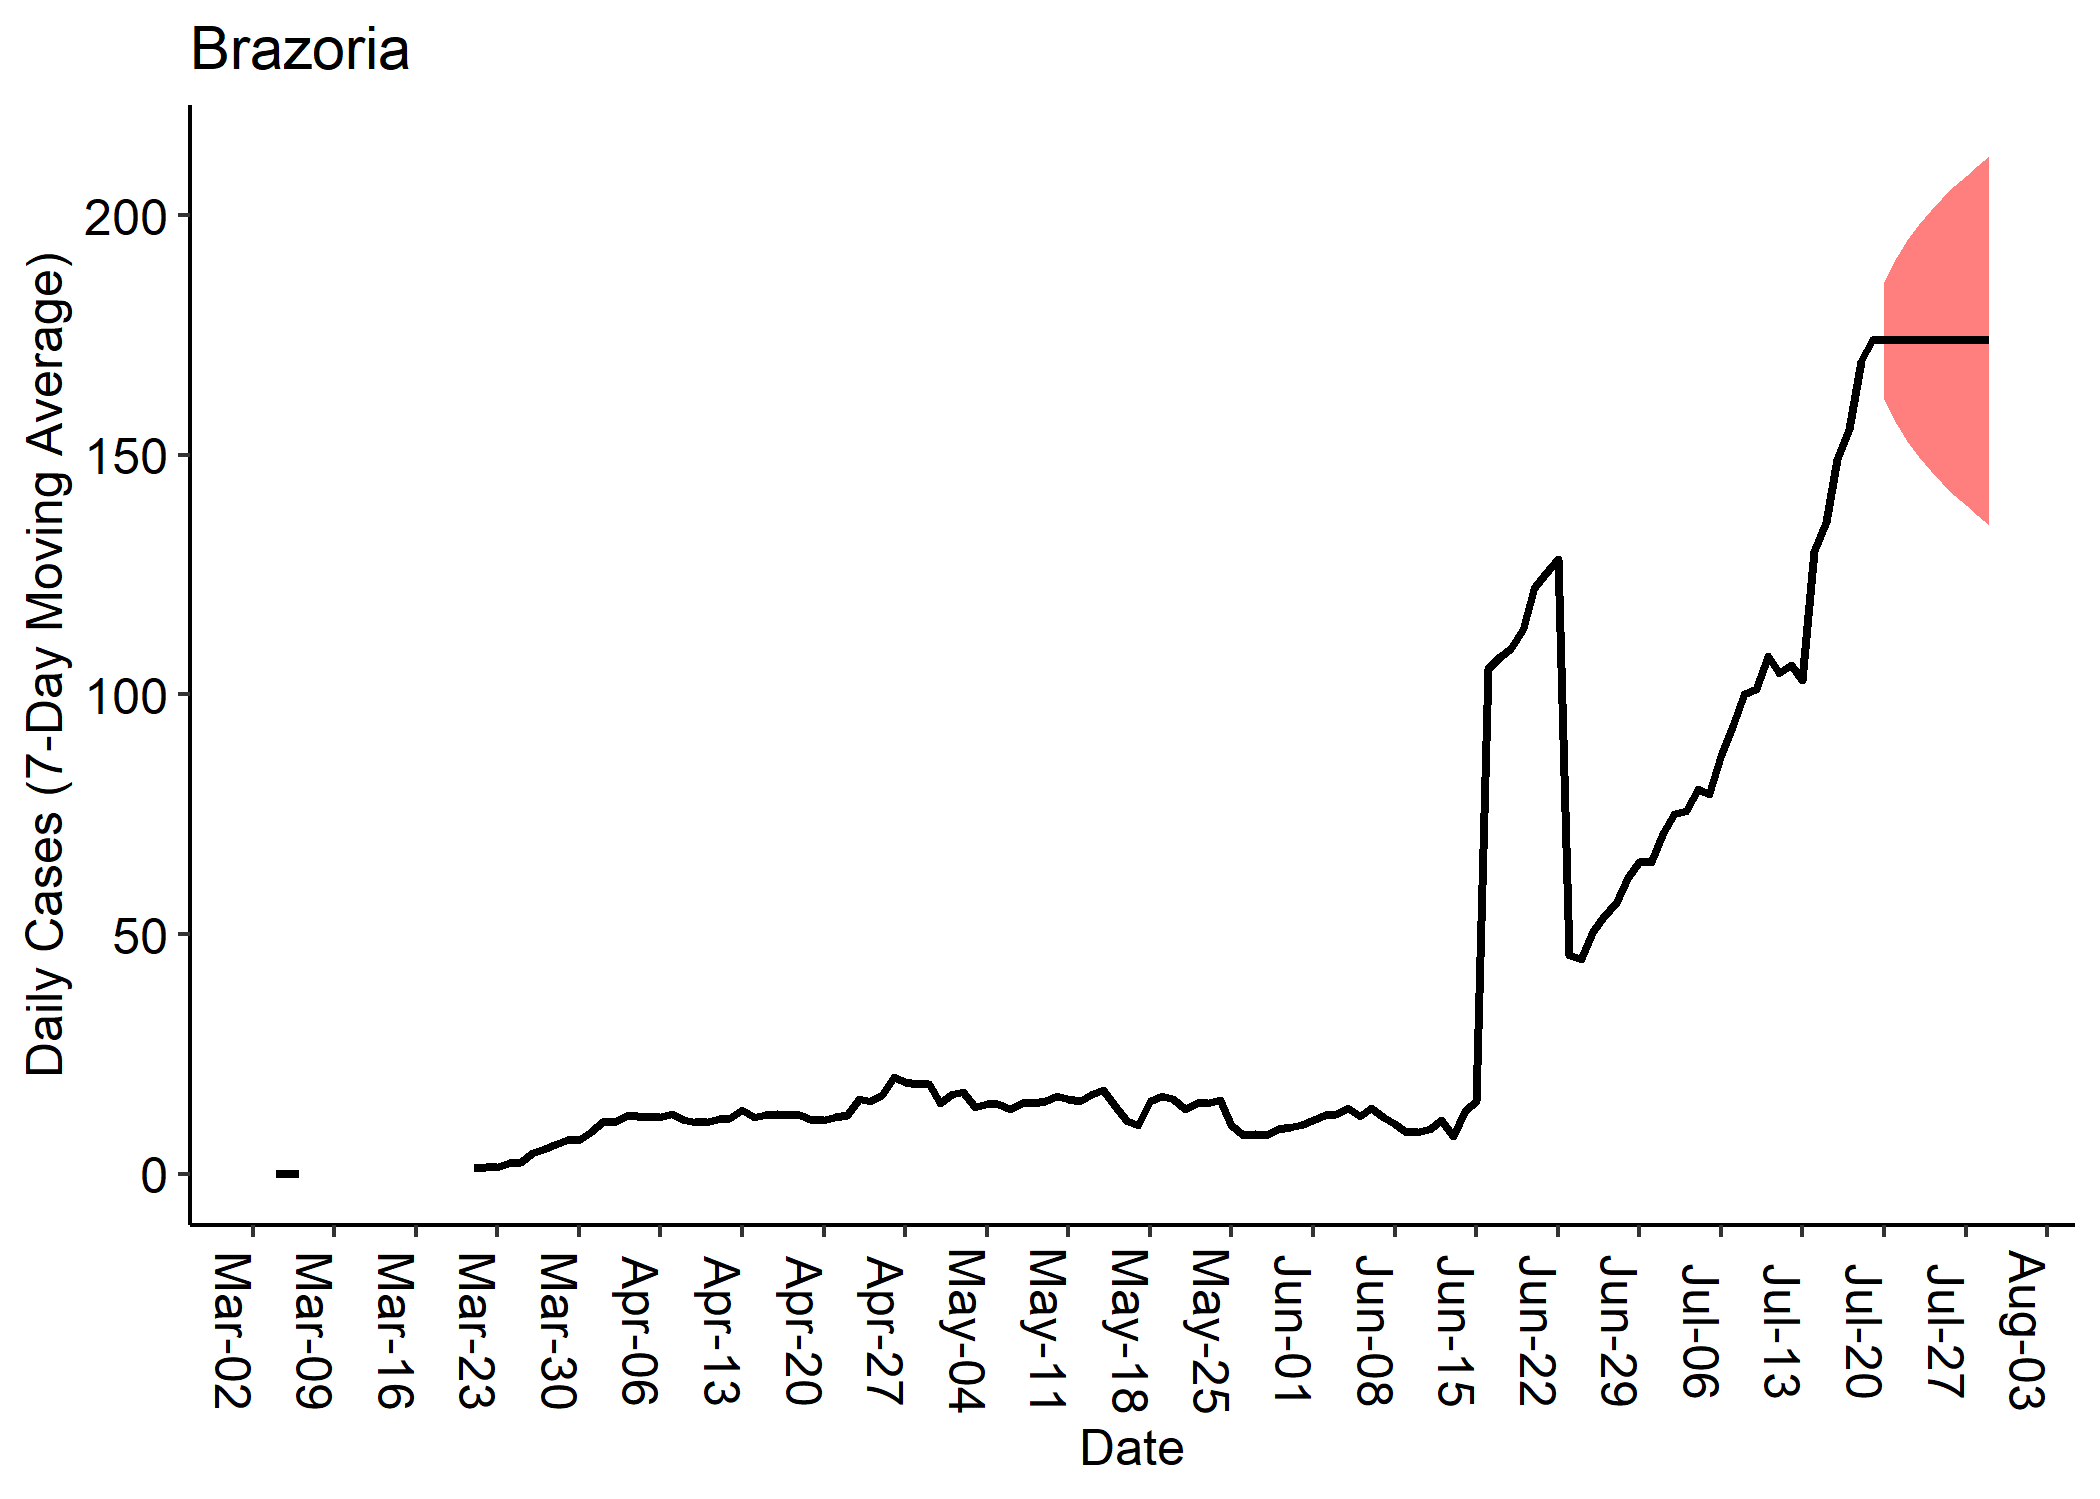 Brazoria
Daily Cases (7-Day Moving Average)
200
150
100
50
0
Mar-02
Mar-09
Mar-16
Mar-23
Mar-30
Apr-06
Apr-13
Apr-20
Apr-27
May-04
May-11
May-18
May-25
Jun-01
Jun-08
Jun-15
Jun-22
Jun-29
Jul-06
Jul-13
Jul-20
Jul-27
Aug-03
Date